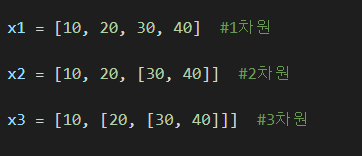 x1 = [10, 20, 30, 40]  #1차원
x2 = [10, 20, [30, 40]]  #2차원
x3 = [10, [20, [30, 40]]]  #3차원